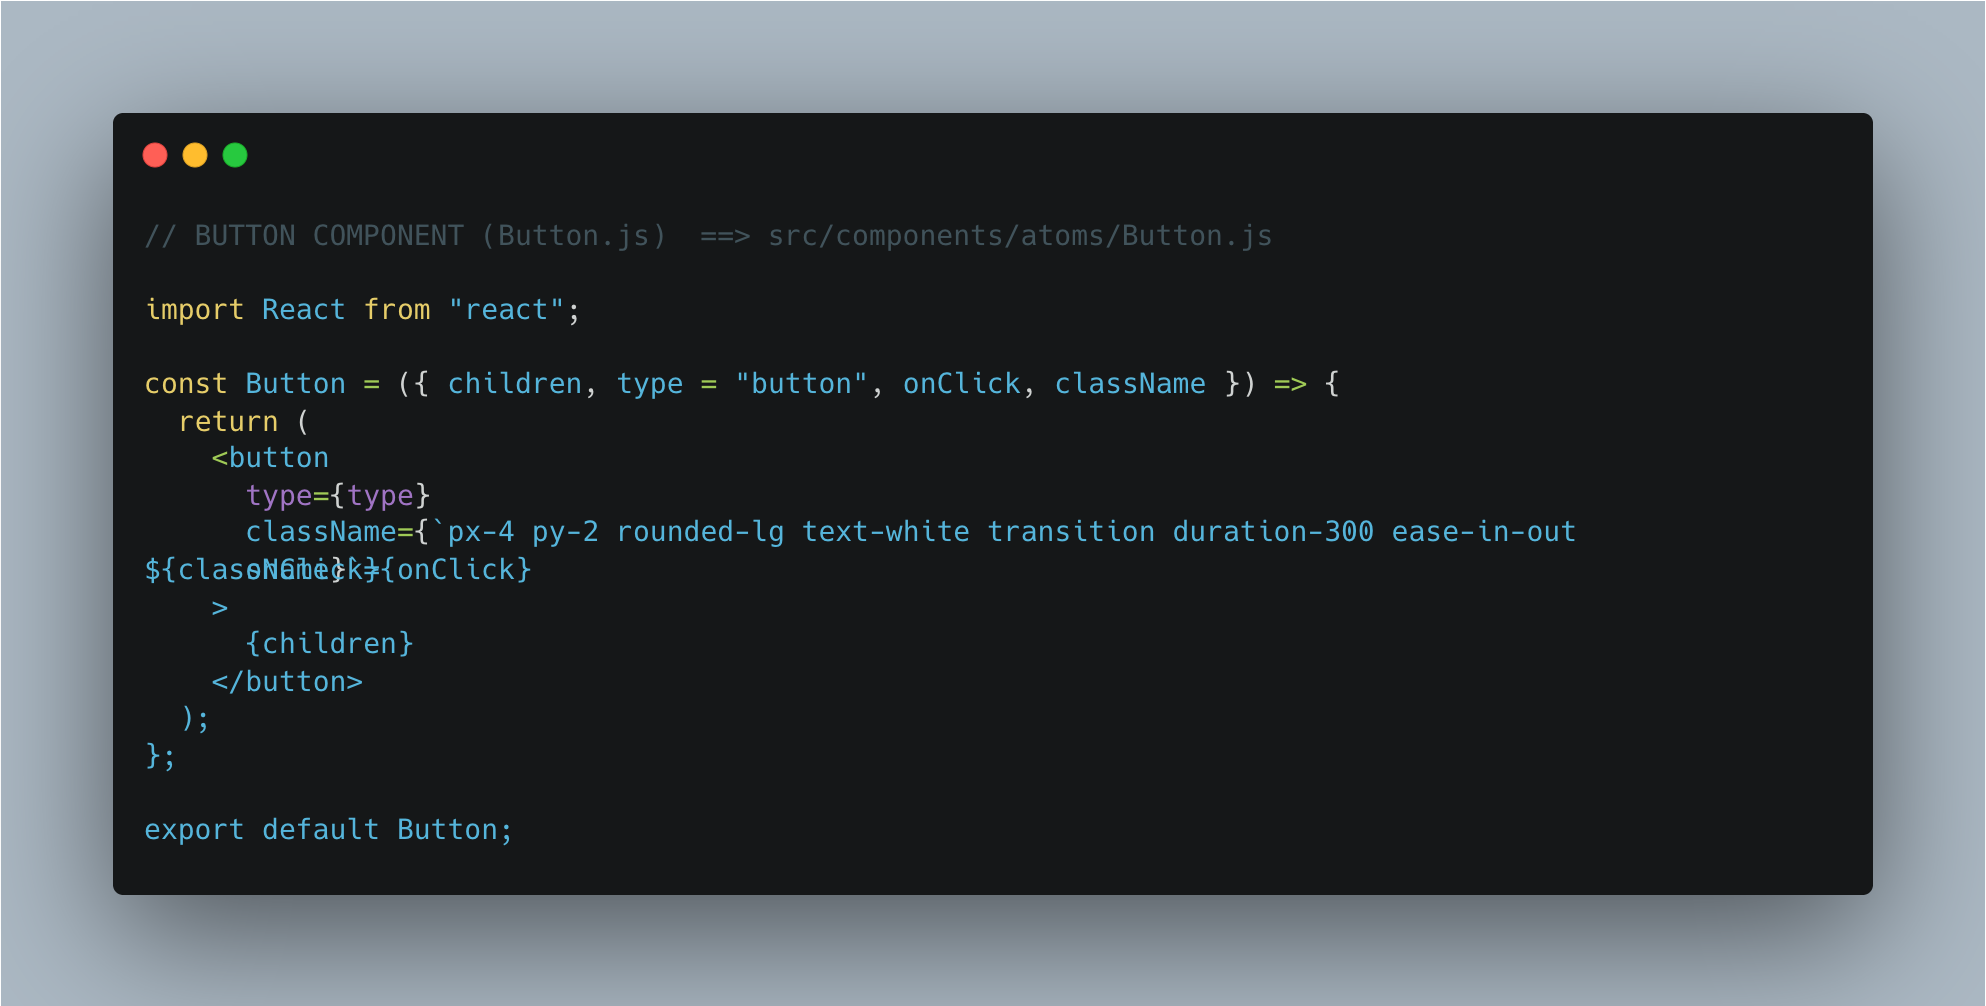 // BUTTON COMPONENT (Button.js)  ==> src/components/atoms/Button.js
import React from "react";
const Button = ({ children, type = "button", onClick, className }) => {
  return (
    <button
      type={type}
      className={`px-4 py-2 rounded-lg text-white transition duration-300 ease-in-out
${className}`}
      onClick={onClick}
    >
      {children}
    </button>
  );
};
export default Button;